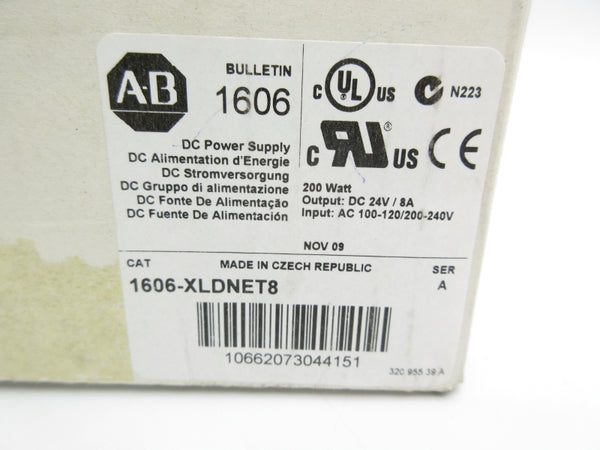 A-B
BULLETIN
1606
C UL US
N223
C RU® US CE
DC Power Supply
DC Alimentation d'Energie
DC Stromversorgung
DC Gruppo di alimentazione
DC Fonte De Alimentação
DC Fuente De Alimentación
200 Watt
Output: DC 24V / 8A
Input: AC 100-120/200-240V
NOV 09
CAT MADE IN CZECH REPUBLIC SER
1606-XLDNET8 A
10662073044151
320 955 39 A